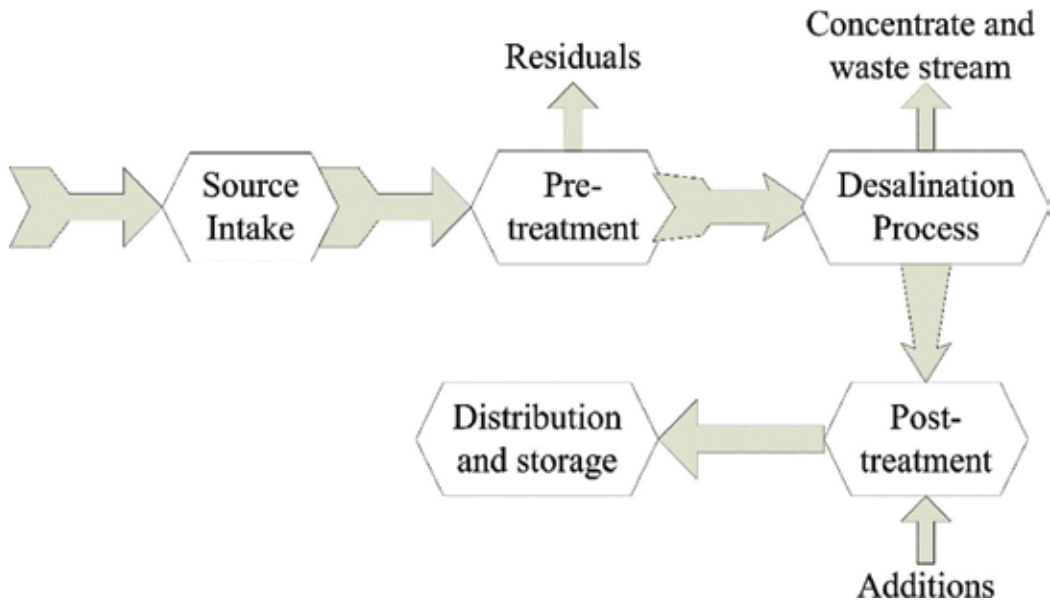 Concentrate and
waste stream
Residuals
Source
Intake
Pre-
treatment
Desalination
Process
Distribution
and storage
Post-
treatment
Additions